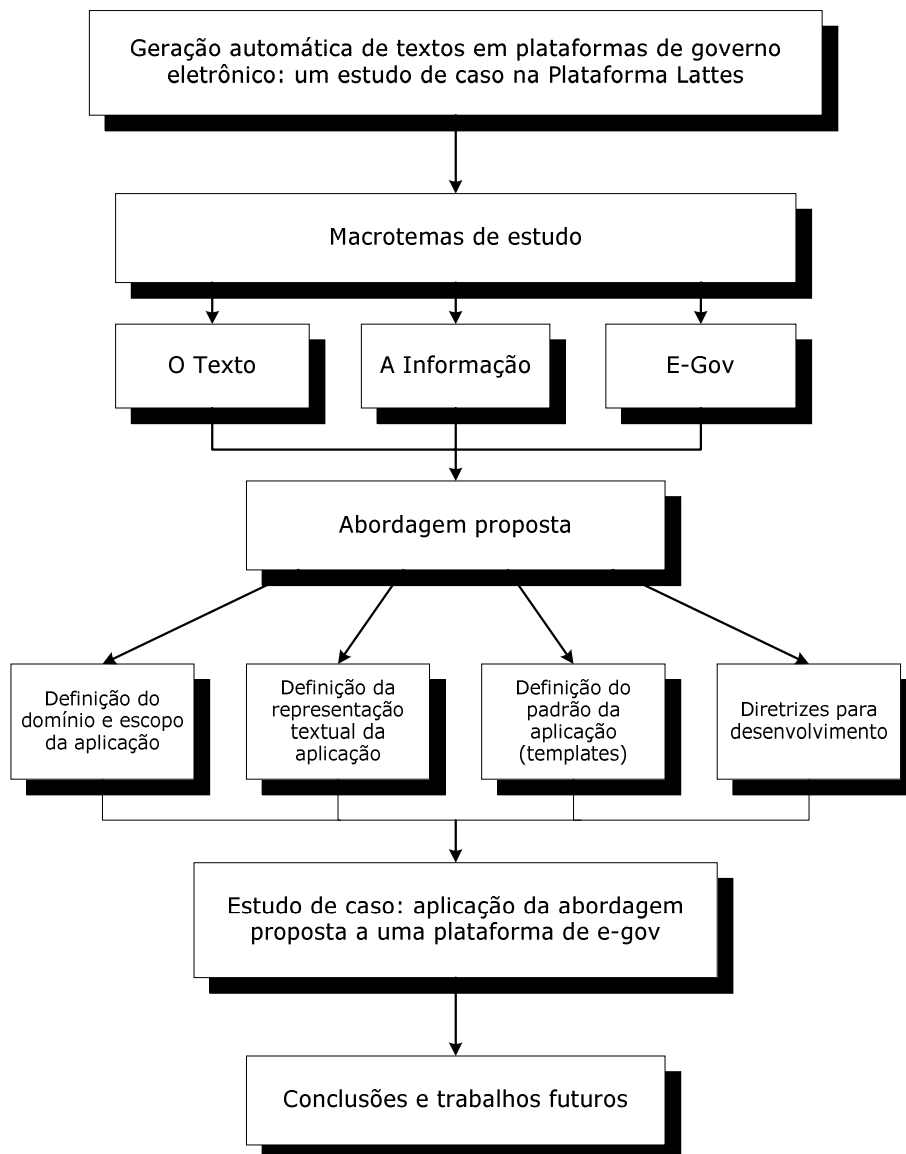 Geração automática de textos em plataformas de governo
eletrônico: um estudo de caso na Plataforma Lattes
Macrotemas de estudo
O Texto
A Informação
E-Gov
Abordagem proposta
Definição do
domínio e escopo
da aplicação
Definição da
representação
textual da
aplicação
Definição do
padrão da
aplicação
(templates)
Diretrizes para
desenvolvimento
Estudo de caso: aplicação da abordagem
proposta a uma plataforma de e-gov
Conclusões e trabalhos futuros